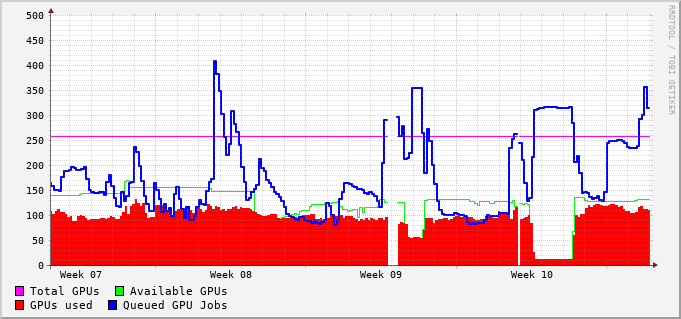 500
450
400
350
300
250
200
150
100
50
0
Week 07 Week 08 Week 09 Week 10
Total GPUs Available GPUs
GPUs used Queued GPU Jobs
RRDTOOL / TOBI OETIKER